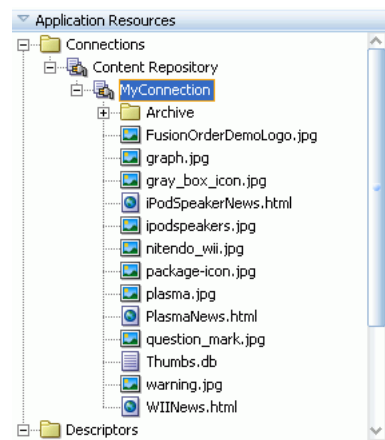 Application Resources
Connections
Content Repository
MyConnection
Archive
FusionOrderDemoLogo.jpg
graph.jpg
gray_box_icon.jpg
iPodSpeakerNews.html
ipodspeakers.jpg
nitendo_wii.jpg
package-icon.jpg
plasma.jpg
PlasmaNews.html
question_mark.jpg
Thumbs.db
warning.jpg
WIINews.html
Descriptors